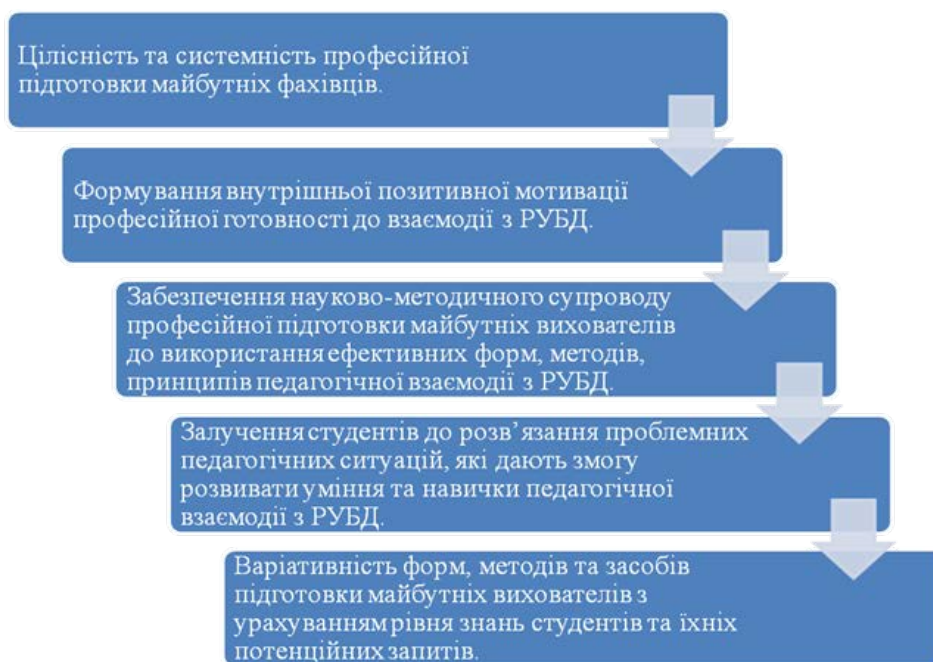 Цілісність та системність професійної
підготовки майбутніх фахівців.
Формування внутрішньої позитивної мотивації
професійної готовності до взаємодії з РУБД.
Забезпечення науково-методичного супроводу
професійної підготовки майбутніх вихователів
до використання ефективних форм, методів,
принципів педагогічної взаємодії з РУБД.
Залучення студентів до розв’язання проблемних
педагогічних ситуацій, які дають змогу
розвивати уміння та навички педагогічної
взаємодії з РУБД.
Варіативність форм, методів та засобів
підготовки майбутніх вихователів з
урахуванням рівня знань студентів та їхніх
потенційних запитів.